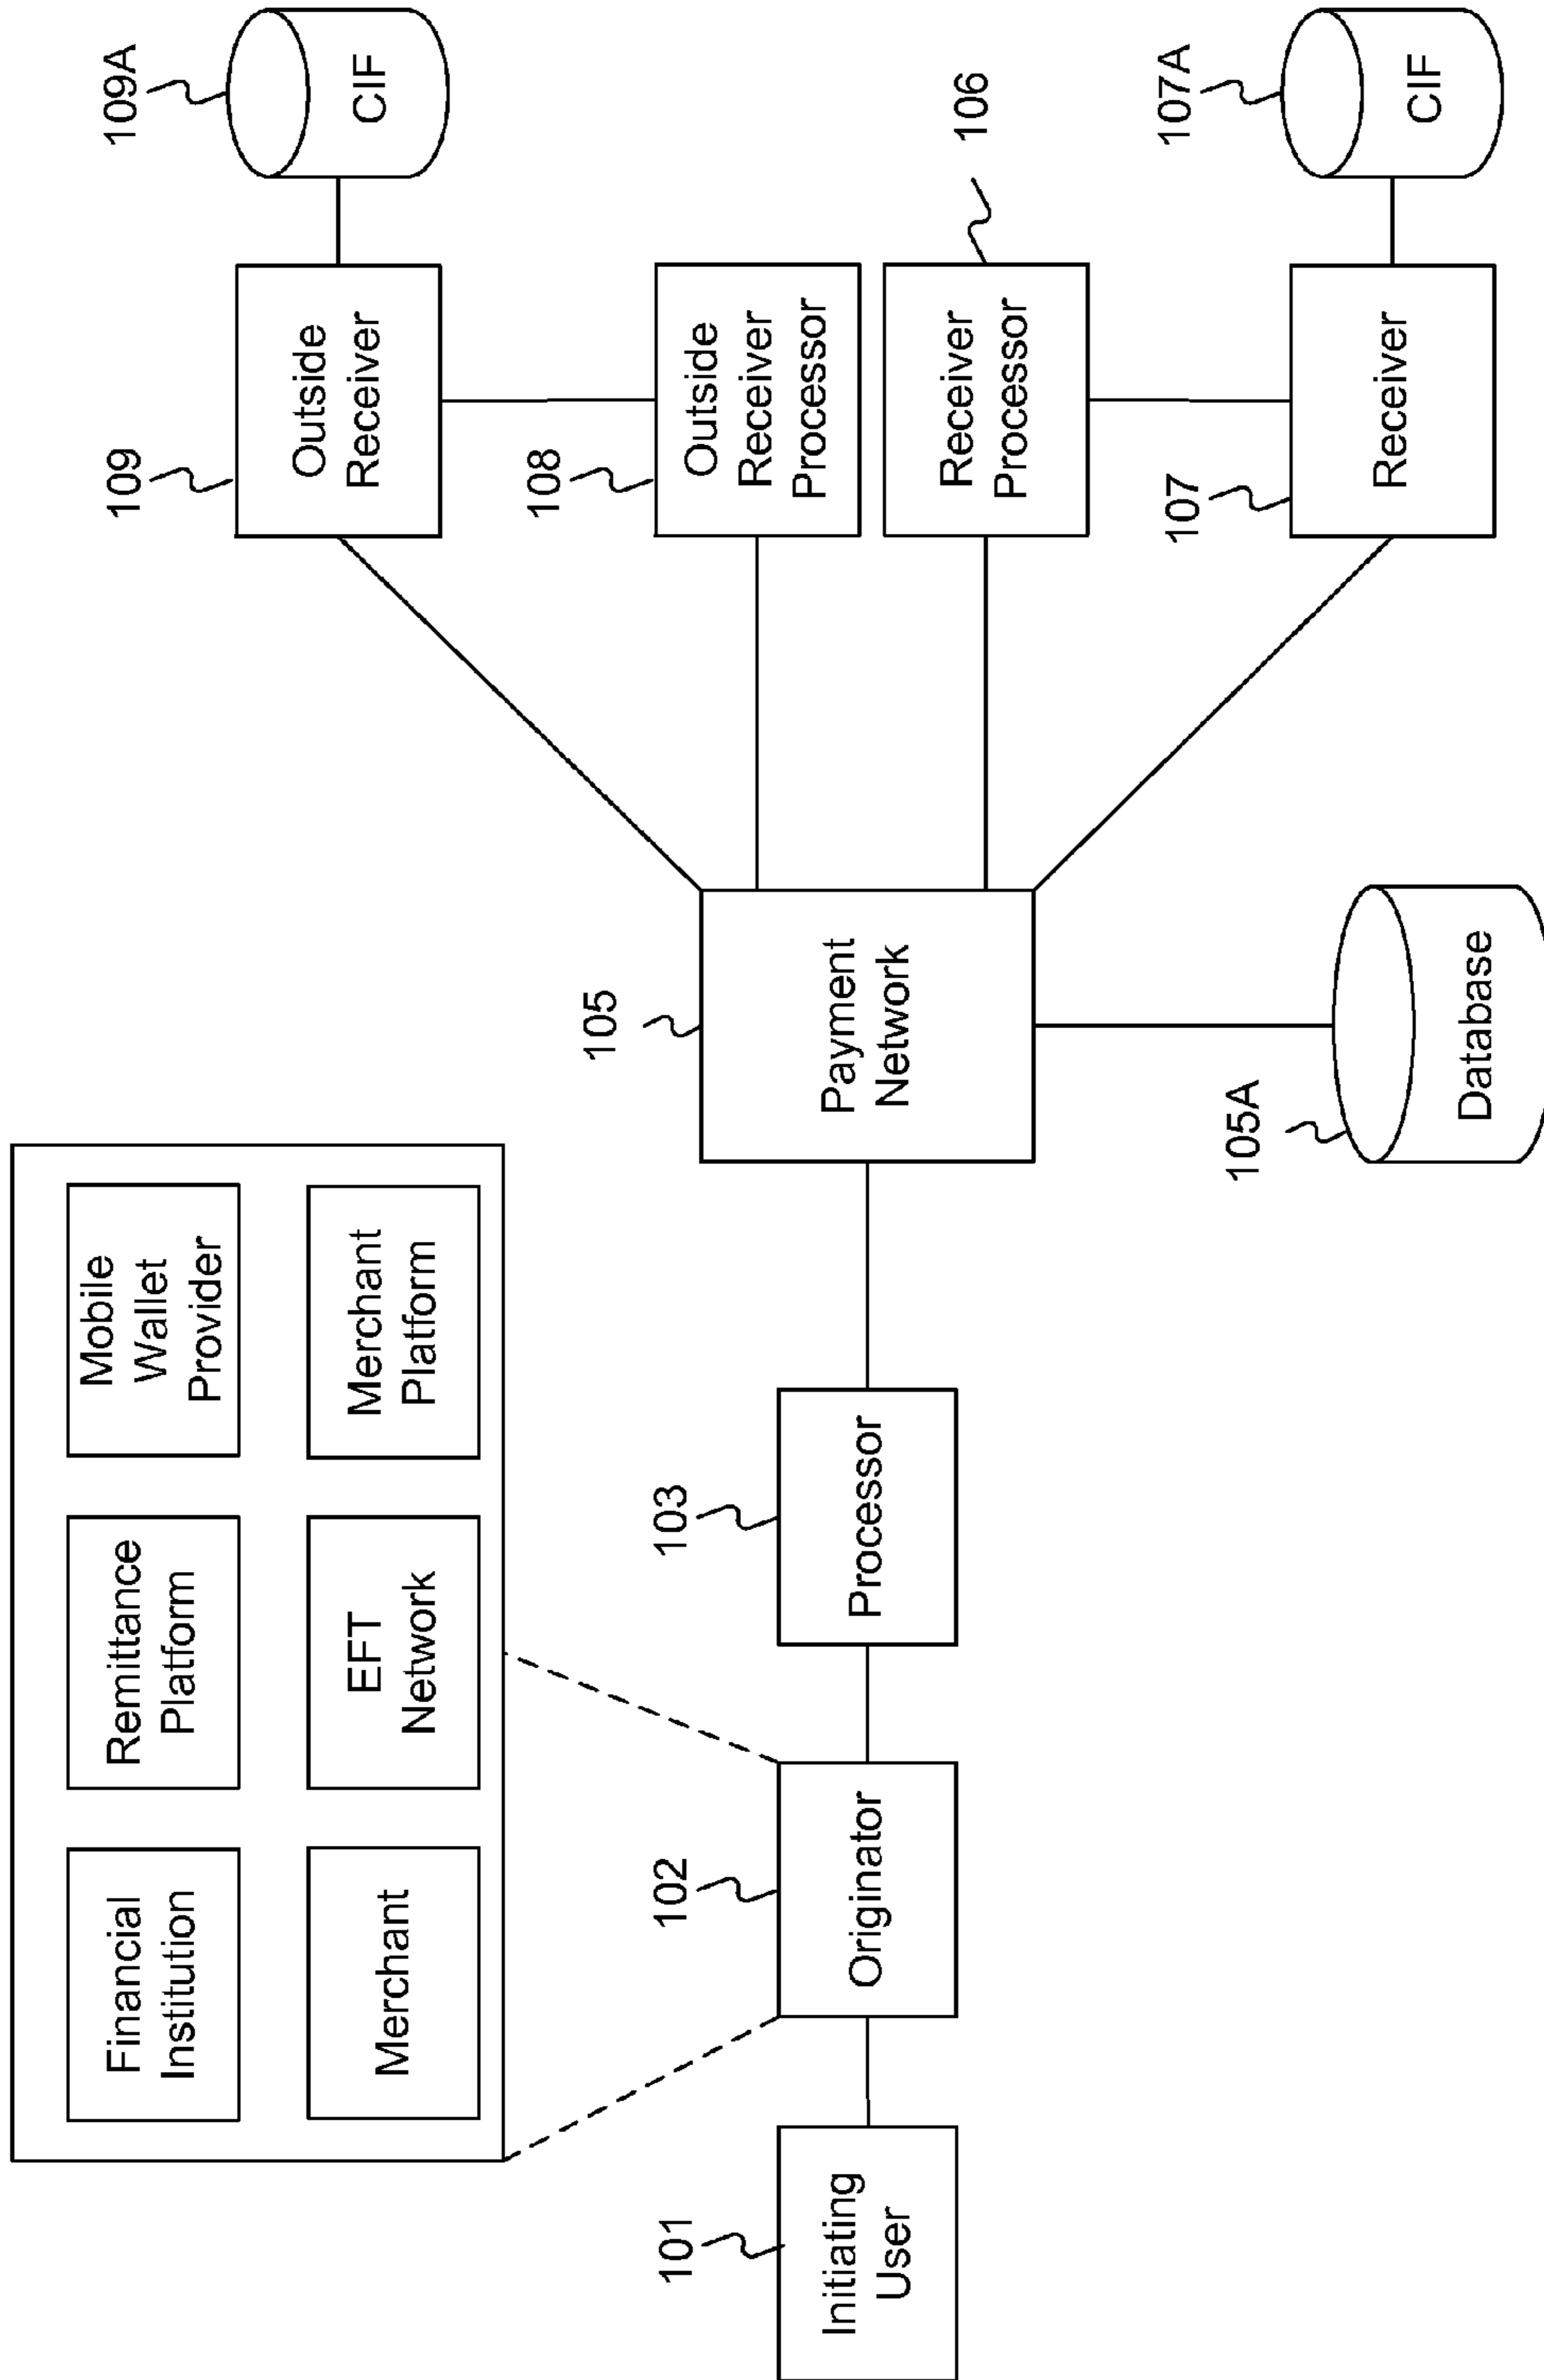 Financial
Institution
Remittance
Platform
Mobile
Wallet
Provider
Merchant
EFT
Network
Merchant
Platform
101
Initiating
User
102
Originator
103
Processor
105
Payment
Network
105A
Database
109
Outside
Receiver
109A
CIF
108
Outside
Receiver
Processor
106
Receiver
Processor
107
Receiver
107A
CIF